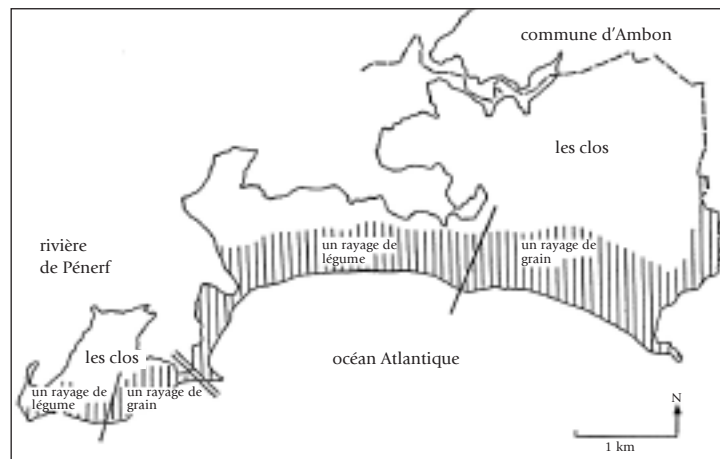 commune d'Ambon
les clos
un rayage de
légume
un rayage de
grain
rivière
de Pénerf
océan Atlantique
les clos
un rayage de
légume
un rayage de
grain
N
1 km